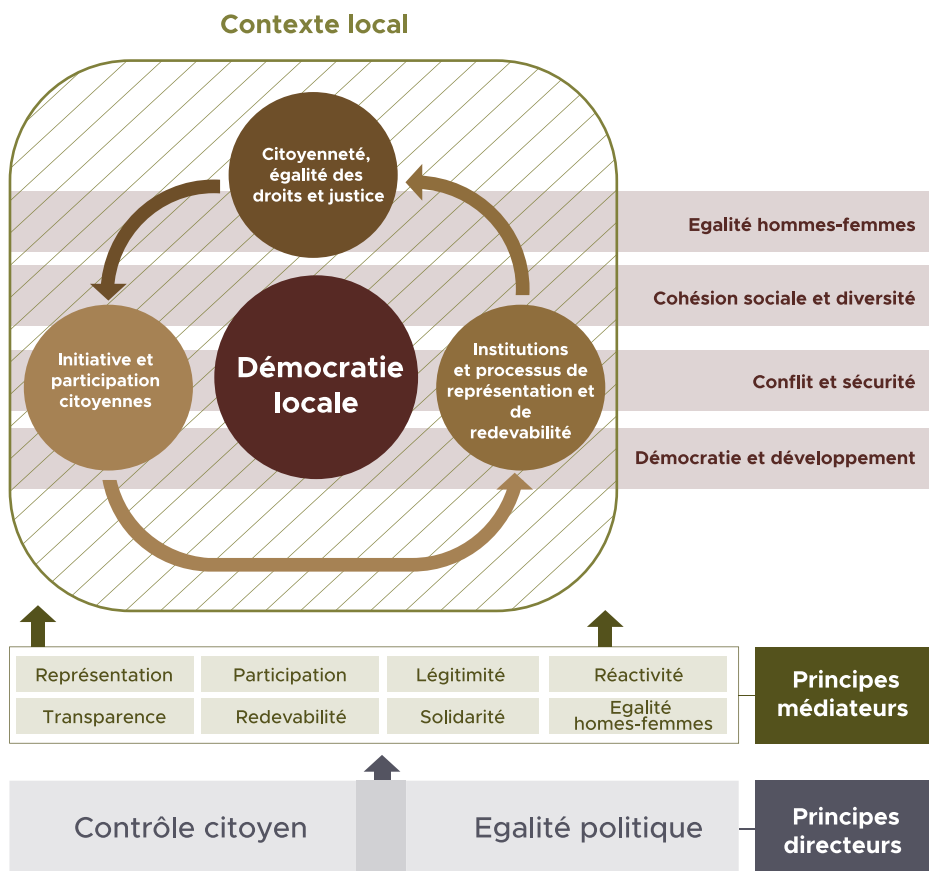 Contexte local
Citoyenneté,
égalité des
droits et justice
Egalité hommes-femmes
Cohésion sociale et diversité
Initiative et
participation
citoyennes
Démocratie
locale
Institutions
et processus de
représentation et
de
redevabilité
Conflit et sécurité
Démocratie et développement
Représentation
Participation
Légitimité
Réactivité
Transparence
Redevabilité
Solidarité
Egalité
homes-femmes
Principes
médiateurs
Contrôle citoyen
Egalité politique
Principes
directeurs